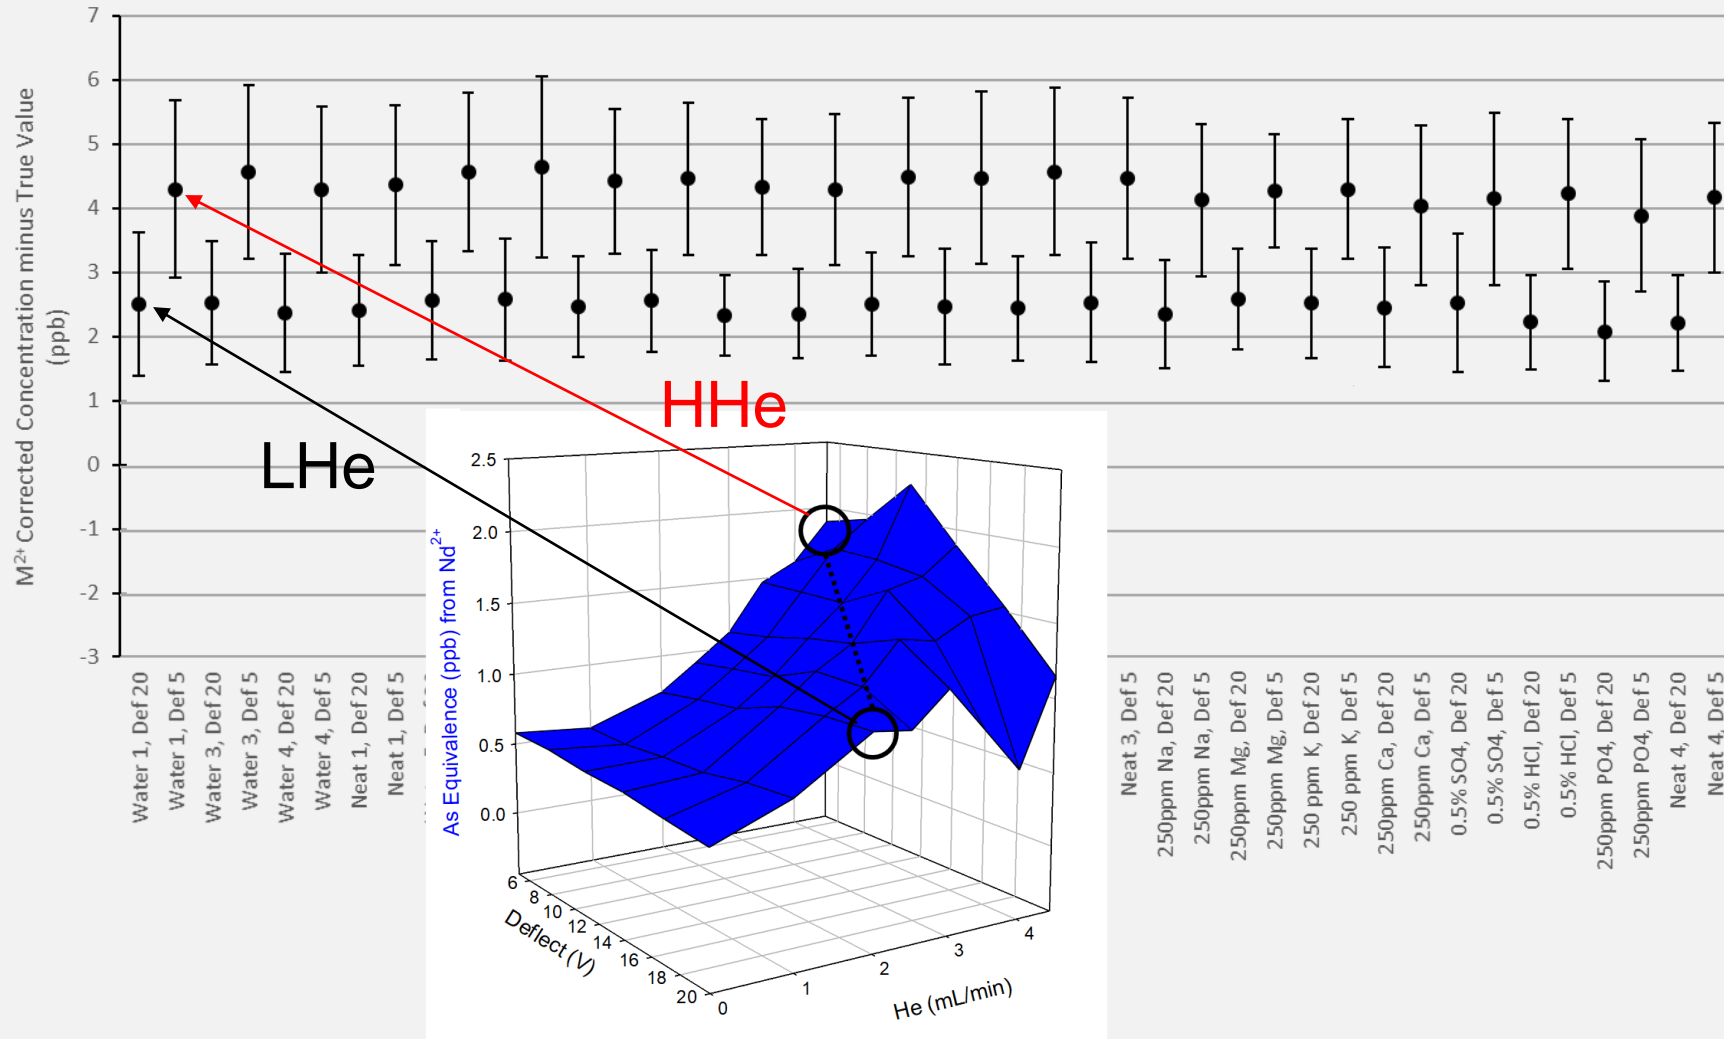 7
6
5
4
3
2
1
0
-1
-2
-3
M²⁺ Corrected Concentration minus True Value
(ppb)
HHe
LHe
Water 1, Def 20
Water 1, Def 5
Water 3, Def 20
Water 3, Def 5
Water 4, Def 20
Water 4, Def 5
Neat 1, Def 20
Neat 1, Def 5
Neat 3, Def 5
250ppm Na, Def 20
250ppm Na, Def 5
250ppm Mg, Def 20
250ppm Mg, Def 5
250 ppm K, Def 20
250 ppm K, Def 5
250ppm Ca, Def 20
250ppm Ca, Def 5
0.5% SO4, Def 20
0.5% SO4, Def 5
0.5% HCl, Def 20
0.5% HCl, Def 5
250ppm PO4, Def 20
250ppm PO4, Def 5
Neat 4, Def 20
Neat 4, Def 5
As Equivalence (ppb) from Nd²⁺
2.5
2.0
1.5
1.0
0.5
0.0
6
8
10
12
14
16
18
20
Deflect (V)
0
1
2
3
4
He (mL/min)